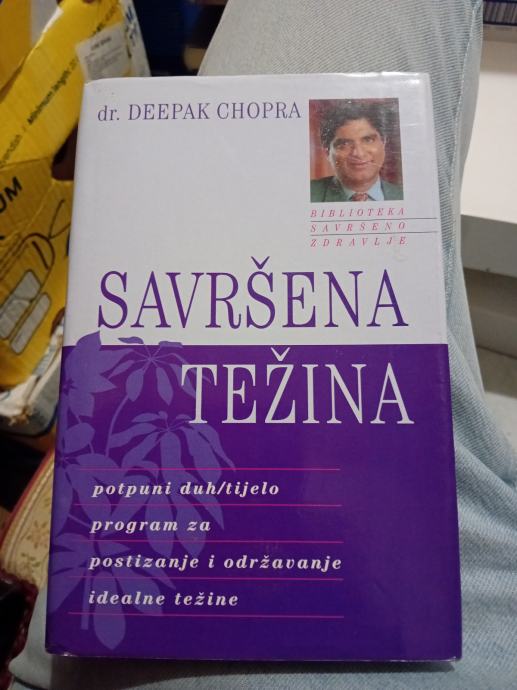 dr. DEEPAK CHOPRA
BIBLIOTEKA
SAVRŠENO
ZDRAVLJE
SAVRŠENA
TEŽINA
potpuni duh/tijelo
program za
postizanje i održavanje
idealne težine